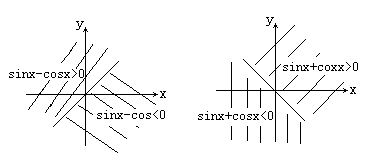 y
sinx-cosx>0
x
sinx-cos<0
y
sinx+coxx>0
x
sinx+cosx<0